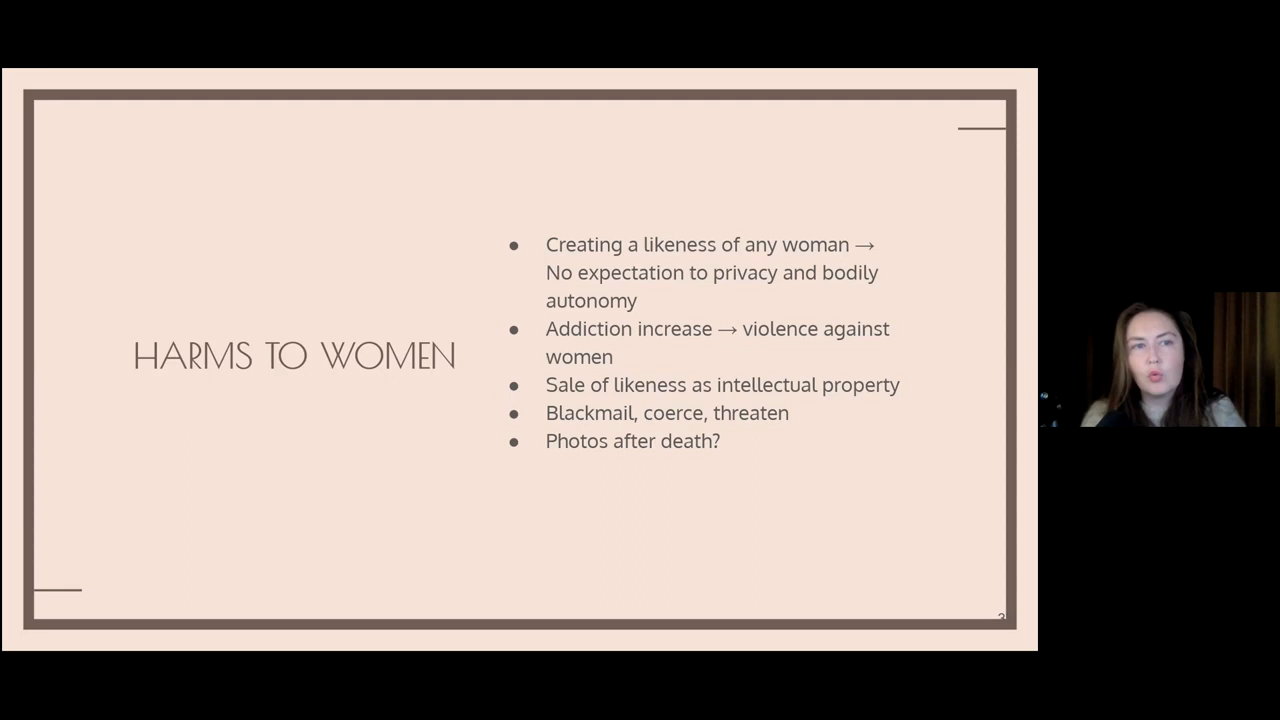 HARMS TO WOMEN
● Creating a likeness of any woman →
No expectation to privacy and bodily
autonomy
● Addiction increase → violence against
women
● Sale of likeness as intellectual property
● Blackmail, coerce, threaten
● Photos after death?